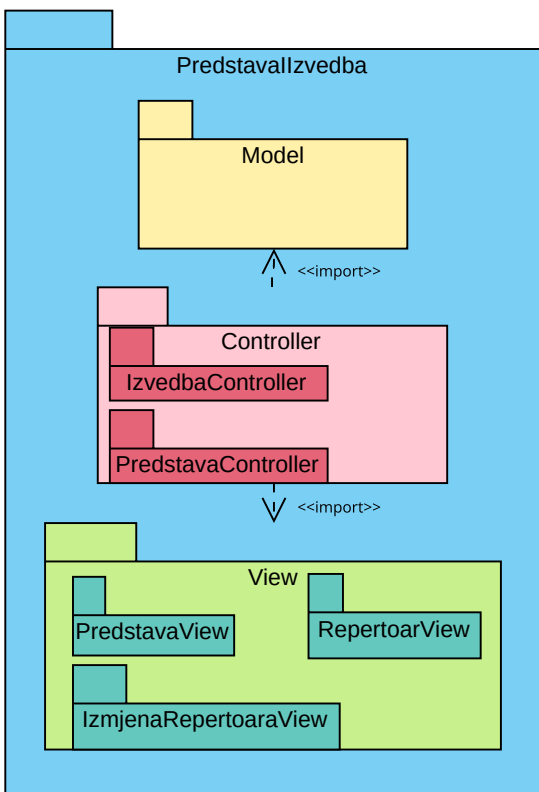 PredstavaIIzvedba
Model
<<import>>
Controller
IzvedbaController
PredstavaController
<<import>>
View
PredstavaView
RepertoarView
IzmjenaRepertoaraView